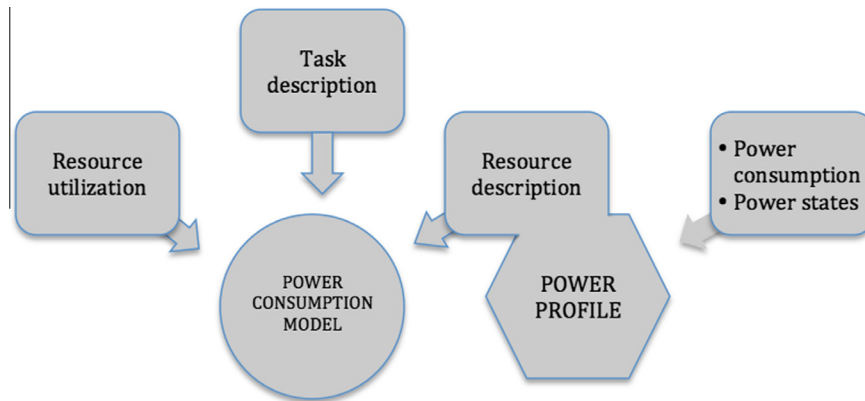 Task
description
Resource
utilization
Resource
description
• Power
consumption
• Power states
POWER
CONSUMPTION
MODEL
POWER
PROFILE